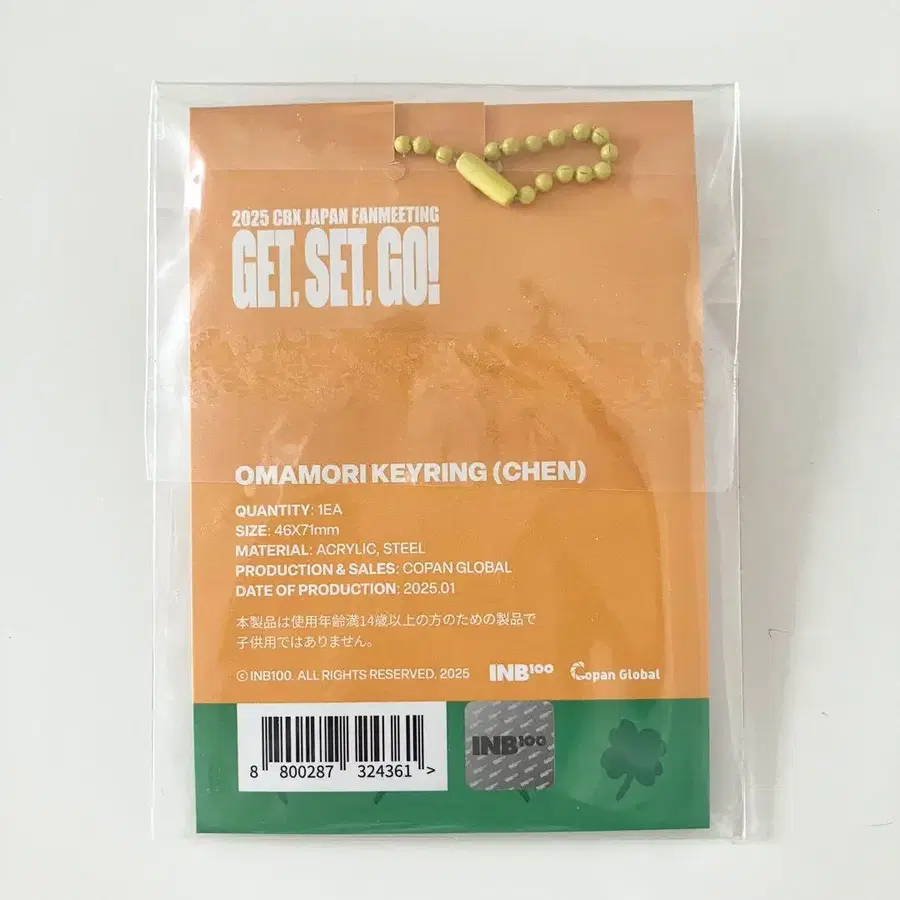 2025 CBX JAPAN FANMEETING
GET, SET, GO!
OMAMORI KEYRING (CHEN)
QUANTITY: 1EA
SIZE: 46X71mm
MATERIAL: ACRYLIC, STEEL
PRODUCTION & SALES: COPAN GLOBAL
DATE OF PRODUCTION: 2025.01
本製品は使用年齢満14歳以上の方のための製品で
子供用ではありません。
ⓒ INB100. ALL RIGHTS RESERVED. 2025 INB100 Copan Global
INB100
8 800287 324361 >